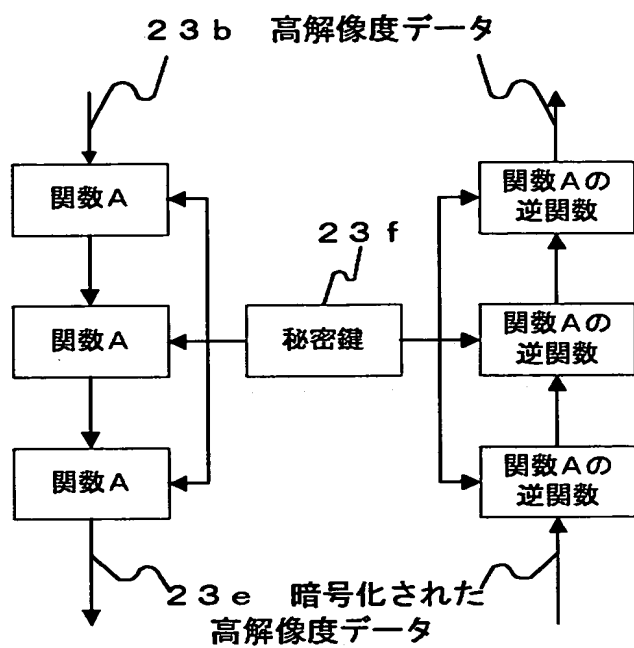 ２３ｂ 高解像度データ
関数Ａ
関数Ａの
逆関数
２３ｆ
関数Ａ
秘密鍵
関数Ａの
逆関数
関数Ａ
関数Ａの
逆関数
２３ｅ 暗号化された
高解像度データ